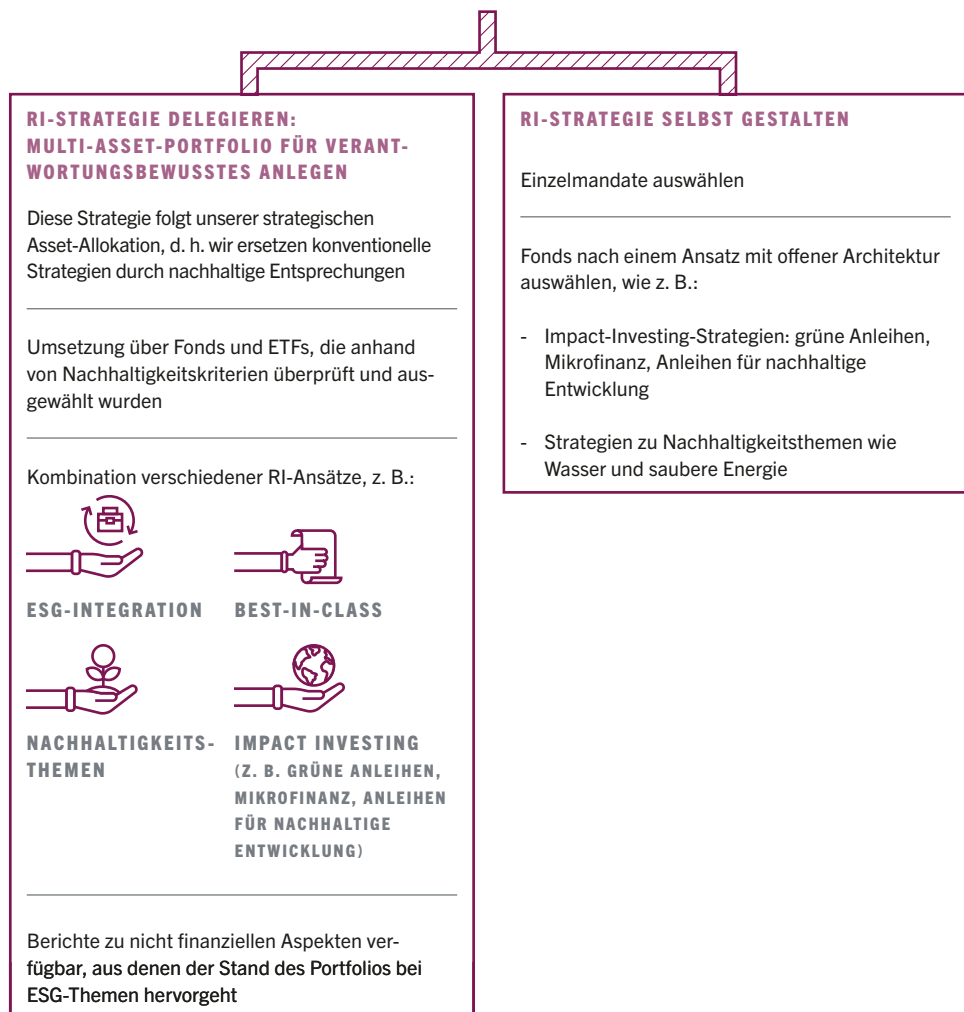 RI-STRATEGIE DELEGIEREN:
MULTI-ASSET-PORTFOLIO FÜR VERANT-
WORTUNGSBEWUSSTES ANLEGEN
Diese Strategie folgt unserer strategischen
Asset-Allokation, d. h. wir ersetzen konventionelle
Strategien durch nachhaltige Entsprechungen
Umsetzung über Fonds und ETFs, die anhand
von Nachhaltigkeitskriterien überprüft und aus-
gewählt wurden
Kombination verschiedener RI-Ansätze, z. B.:
ESG-INTEGRATION
BEST-IN-CLASS
NACHHALTIGKEITS-
THEMEN
IMPACT INVESTING
(Z. B. GRÜNE ANLEIHEN,
MIKROFINANZ, ANLEIHEN
FÜR NACHHALTIGE
ENTWICKLUNG)
Berichte zu nicht finanziellen Aspekten ver-
fügbar, aus denen der Stand des Portfolios bei
ESG-Themen hervorgeht
RI-STRATEGIE SELBST GESTALTEN
Einzelmandate auswählen
Fonds nach einem Ansatz mit offener Architektur
auswählen, wie z. B.:
- Impact-Investing-Strategien: grüne Anleihen,
Mikrofinanz, Anleihen für nachhaltige
Entwicklung
- Strategien zu Nachhaltigkeitsthemen wie
Wasser und saubere Energie